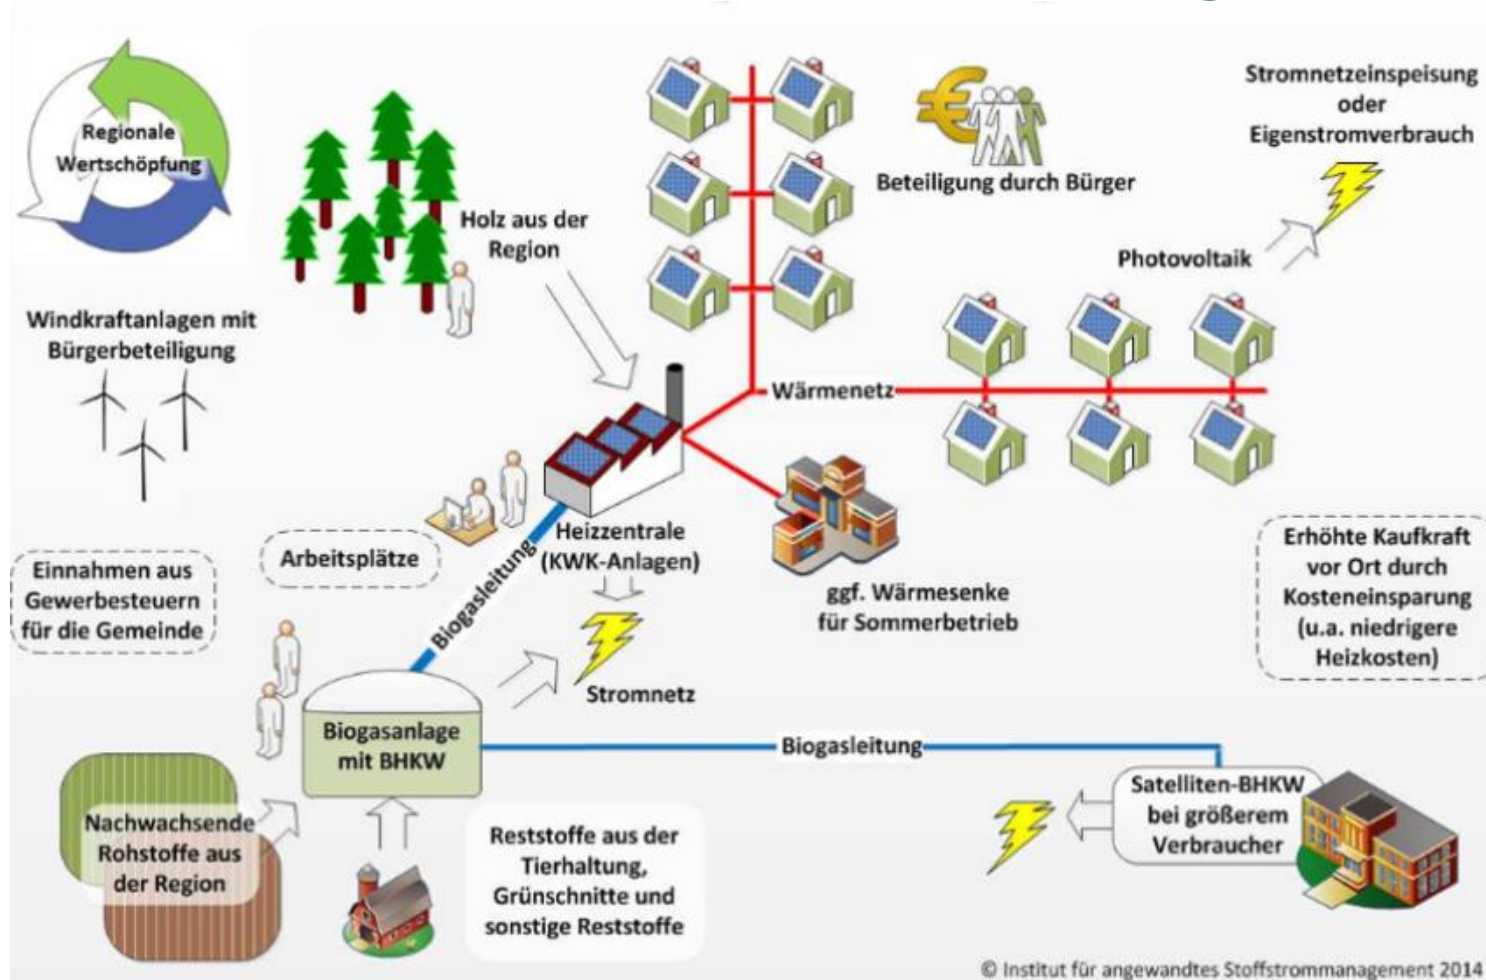 Regionale
Wertschöpfung
Holz aus der
Region
Beteiligung durch Bürger
Stromnetzeinspeisung
oder
Eigenstromverbrauch
Photovoltaik
Windkraftanlagen mit
Bürgerbeteiligung
Wärmenetz
Einnahmen aus
Gewerbesteuern
für die Gemeinde
Arbeitsplätze
Heizzentrale
(KWK-Anlagen)
Biogasleitung
ggf. Wärmesenke
für Sommerbetrieb
Erhöhte Kaufkraft
vor Ort durch
Kosteneinsparung
(u.a. niedrigere
Heizkosten)
Stromnetz
Biogasanlage
mit BHKW
Biogasleitung
Satelliten-BHKW
bei größerem
Verbraucher
Nachwachsende
Rohstoffe aus
der Region
Reststoffe aus der
Tierhaltung,
Grünschnitte und
sonstige Reststoffe
© Institut für angewandtes Stoffstrommanagement 2014